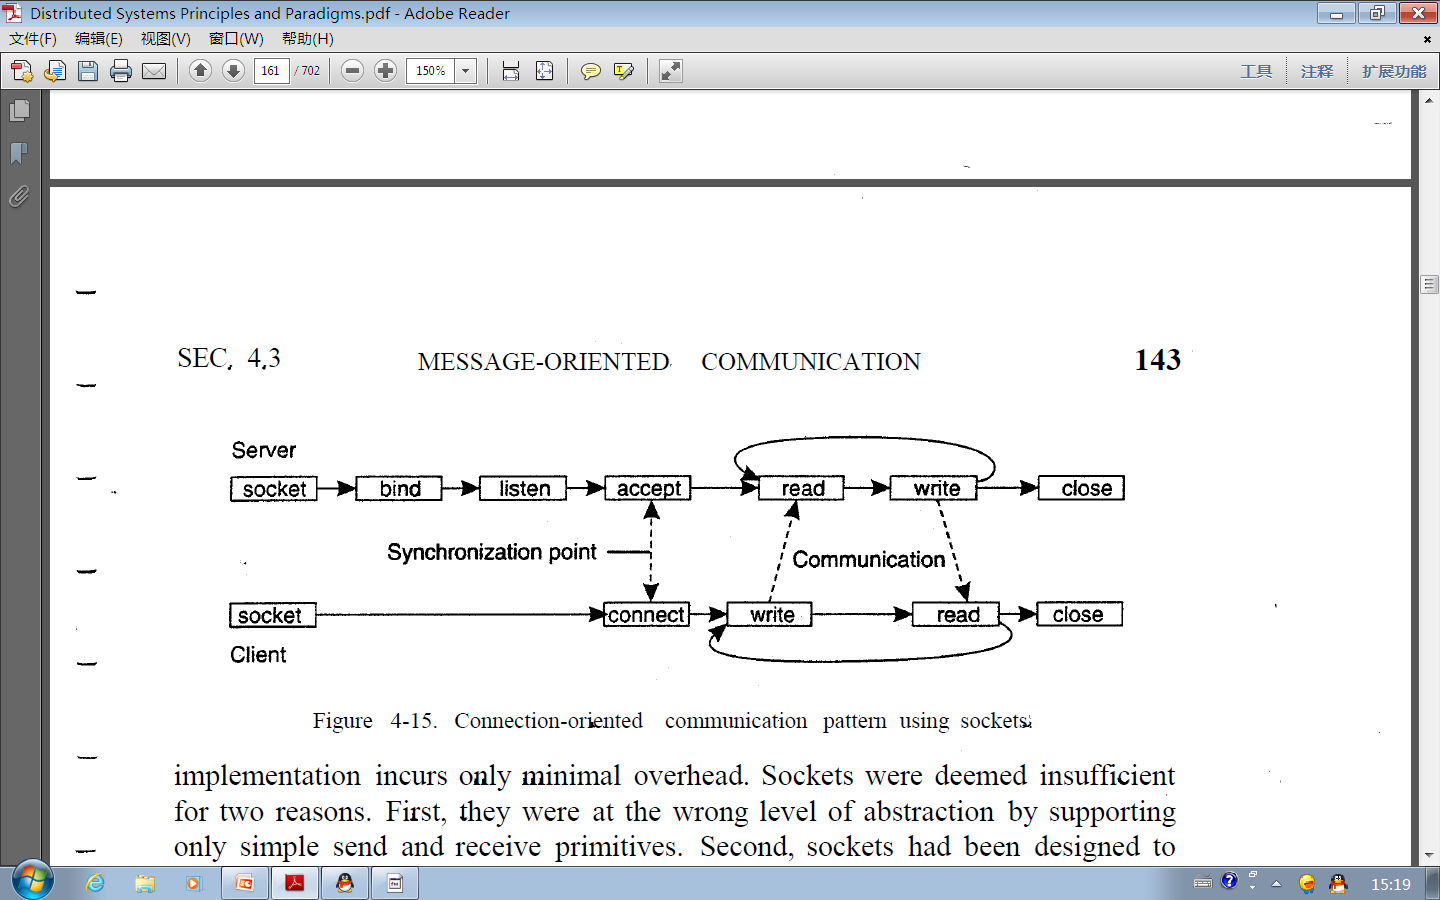 Distributed Systems Principles and Paradigms.pdf - Adobe Reader
文件(F) 编辑(E) 视图(V) 窗口(W) 帮助(H)
161 / 702 150% 工具 注释 扩展功能
SEC. 4.3 MESSAGE-ORIENTED COMMUNICATION 143
Server
socket bind listen accept read write close
Synchronization point Communication
socket connect write read close
Client
Figure 4-15. Connection-oriented communication pattern using sockets.
implementation incurs only minimal overhead. Sockets were deemed insufficient
for two reasons. First, they were at the wrong level of abstraction by supporting
only simple send and receive primitives. Second, sockets had been designed to
15:19